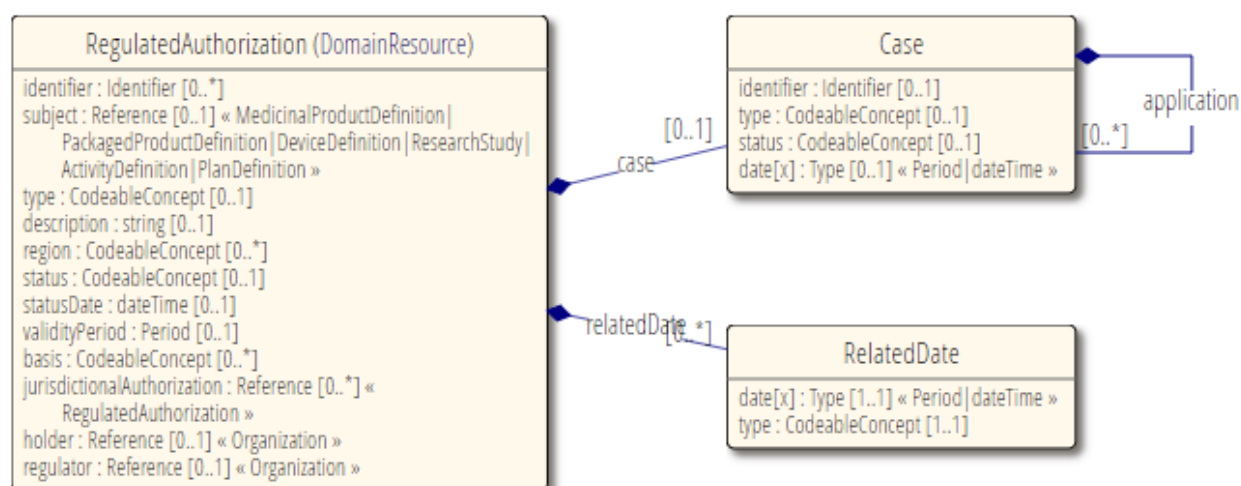 RegulatedAuthorization (DomainResource)
identifier : Identifier [0..*]
subject : Reference [0..1] « MedicinalProductDefinition|
PackagedProductDefinition|DeviceDefinition|ResearchStudy|
ActivityDefinition|PlanDefinition »
type : CodeableConcept [0..1]
description : string [0..1]
region : CodeableConcept [0..*]
status : CodeableConcept [0..1]
statusDate : dateTime [0..1]
validityPeriod : Period [0..1]
basis : CodeableConcept [0..*]
jurisdictionalAuthorization : Reference [0..*] «
RegulatedAuthorization »
holder : Reference [0..1] « Organization »
regulator : Reference [0..1] « Organization »
[0..1]
case
Case
identifier : Identifier [0..1]
type : CodeableConcept [0..1]
status : CodeableConcept [0..1]
date[x] : Type [0..1] « Period|dateTime »
application
[0..*]
relatedDate
[0..*]
RelatedDate
date[x] : Type [1..1] « Period|dateTime »
type : CodeableConcept [1..1]